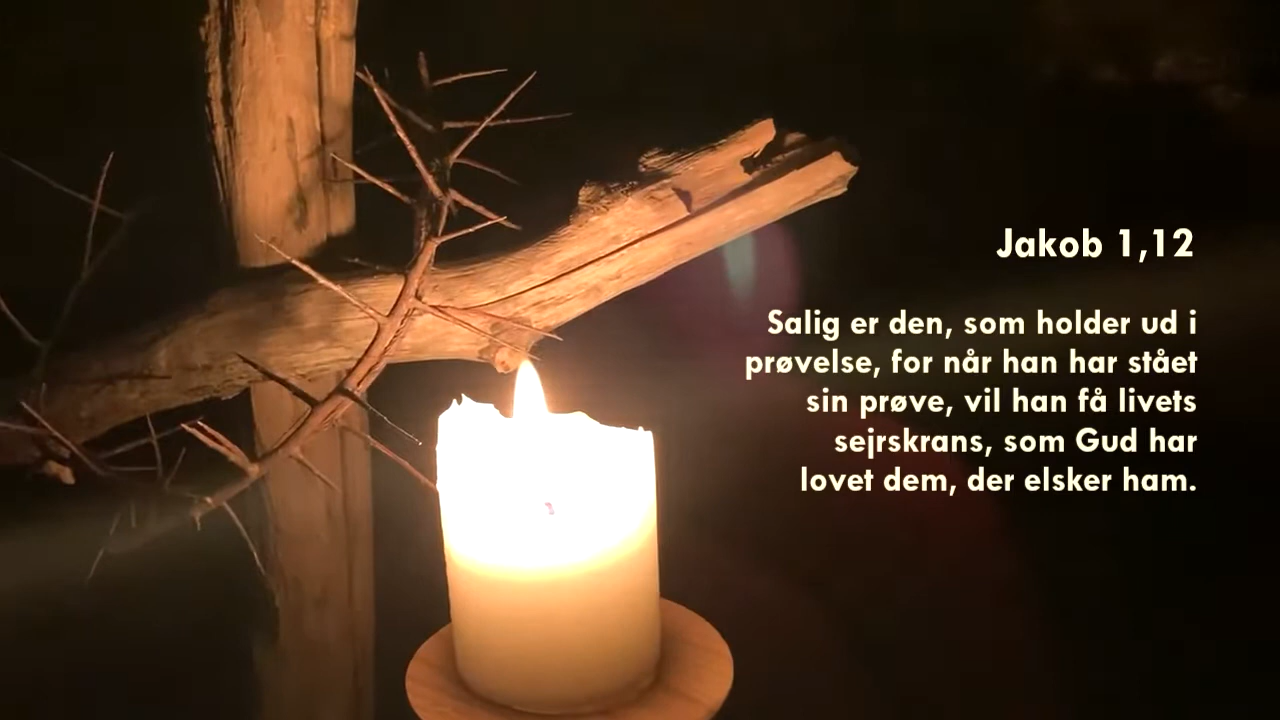 Jakob 1,12
Salig er den, som holder ud i
prøvelse, for når han har stået
sin prøve, vil han få livets
sejrskrans, som Gud har
lovet dem, der elsker ham.